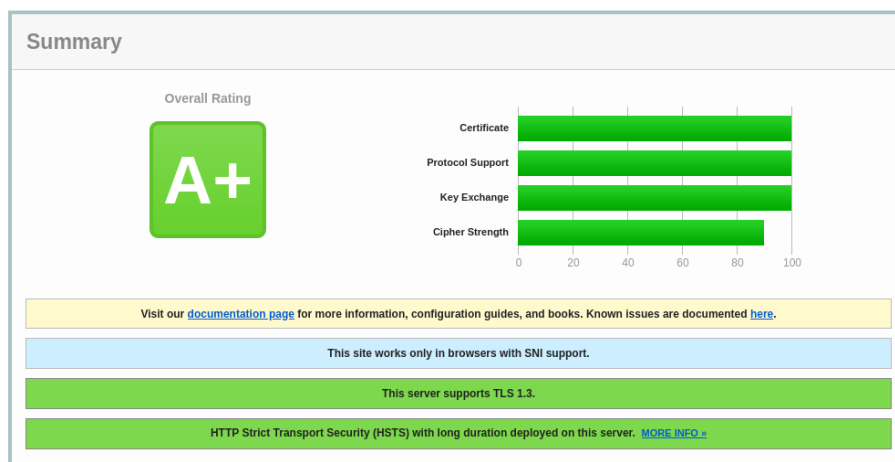 Summary
Overall Rating
A+
Certificate
Protocol Support
Key Exchange
Cipher Strength
0 20 40 60 80 100
Visit our documentation page for more information, configuration guides, and books. Known issues are documented here.
This site works only in browsers with SNI support.
This server supports TLS 1.3.
HTTP Strict Transport Security (HSTS) with long duration deployed on this server. MORE INFO »